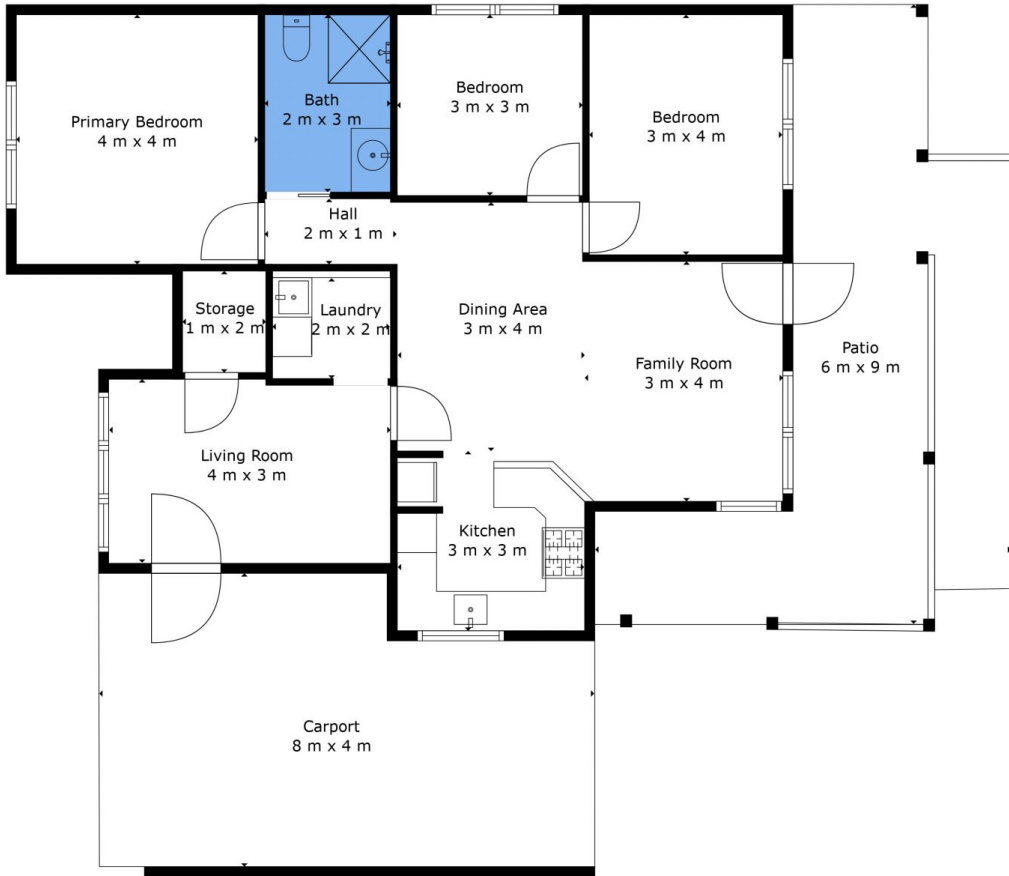 Primary Bedroom
4 m x 4 m
Bath
2 m x 3 m
Bedroom
3 m x 3 m
Bedroom
3 m x 4 m
Hall
2 m x 1 m
Storage
1 m x 2 m
Laundry
2 m x 2 m
Dining Area
3 m x 4 m
Family Room
3 m x 4 m
Patio
6 m x 9 m
Living Room
4 m x 3 m
Kitchen
3 m x 3 m
Carport
8 m x 4 m